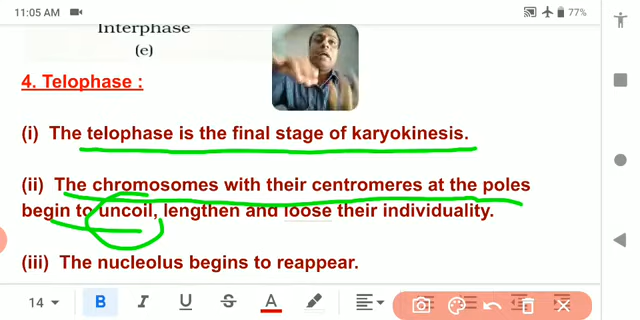 11:05 AM 77%
Interphase
(e)
4. Telophase :
(i) The telophase is the final stage of karyokinesis.
(ii) The chromosomes with their centromeres at the poles
begin to uncoil, lengthen and loose their individuality.
(iii) The nucleolus begins to reappear.
14 B I U S A